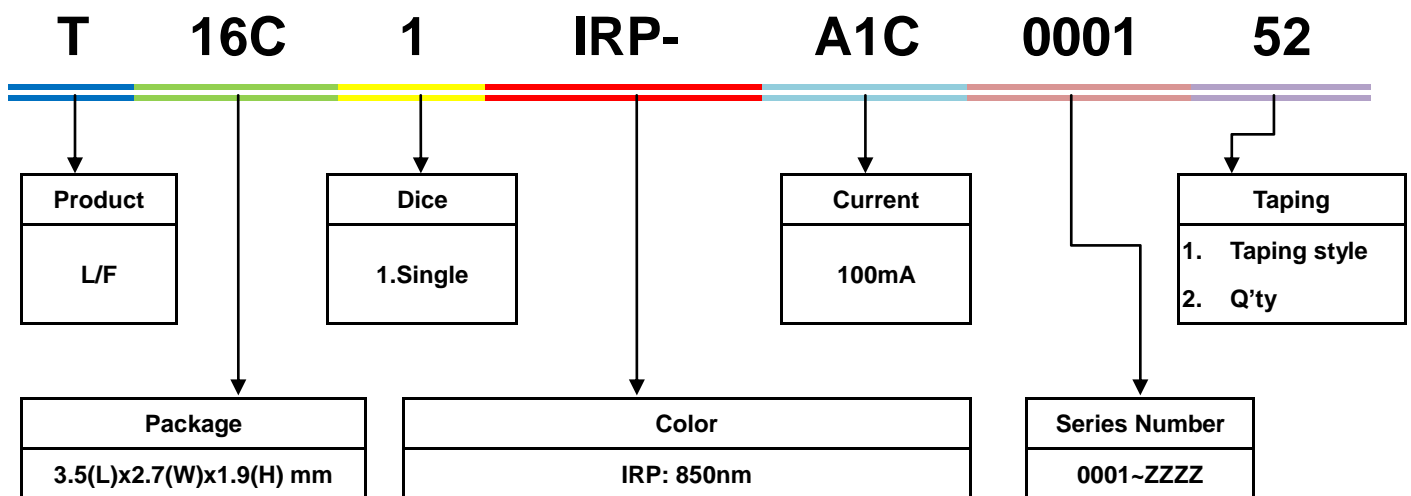 T 16C 1 IRP- A1C 0001 52
Product
L/F
Dice
1.Single
Current
100mA
Taping
1. Taping style
2. Q’ty
Package
3.5(L)x2.7(W)x1.9(H) mm
Color
IRP: 850nm
Series Number
0001~ZZZZ